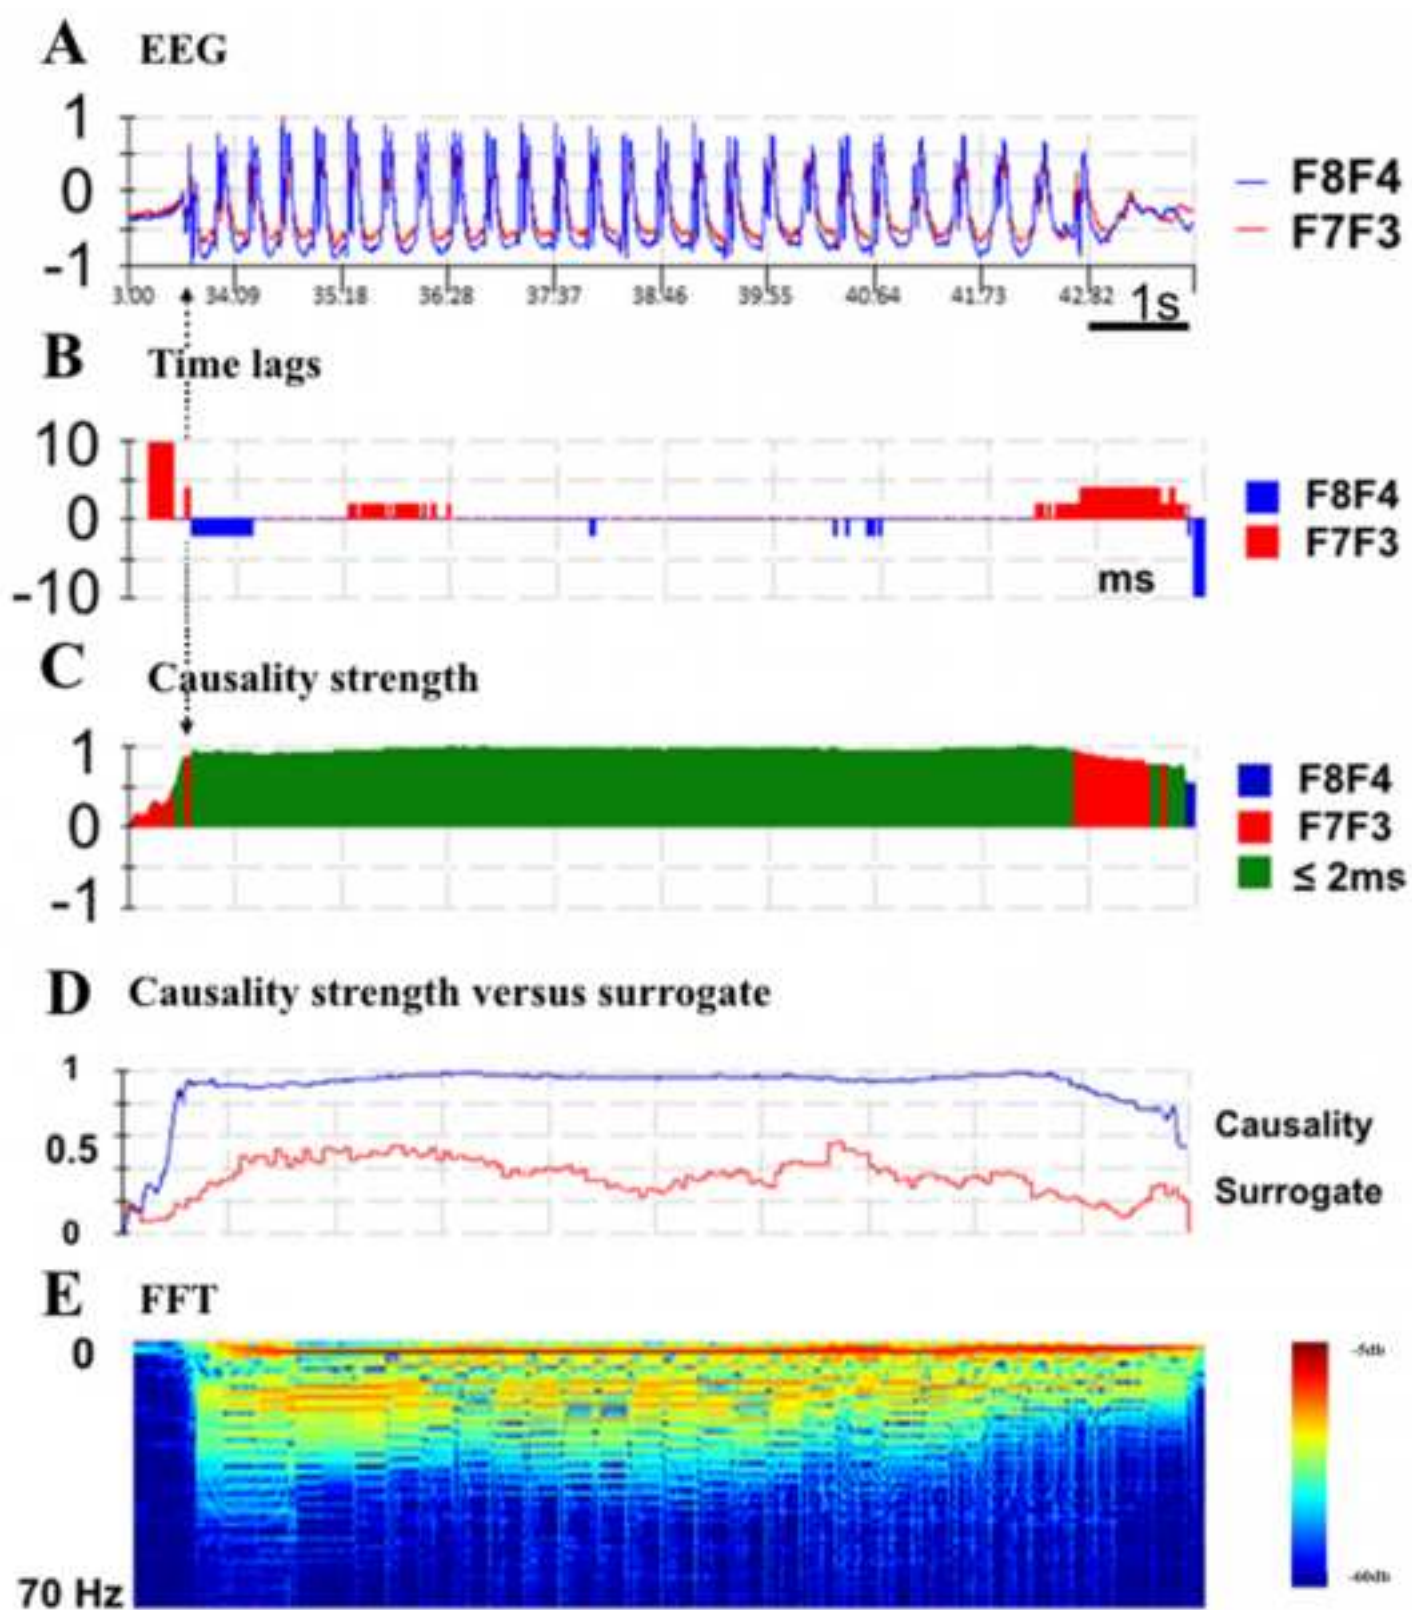 A EEG
1
0
-1
F8F4
F7F3
3.00 34.09 35.18 36.28 37.37 38.46 39.55 40.64 41.73 42.82
1s
B Time lags
10
0
-10
ms
F8F4
F7F3
C Causality strength
1
0
-1
F8F4
F7F3
≤ 2ms
D Causality strength versus surrogate
1
0.5
0
Causality
Surrogate
E FFT
0
70 Hz
-5db
-60db